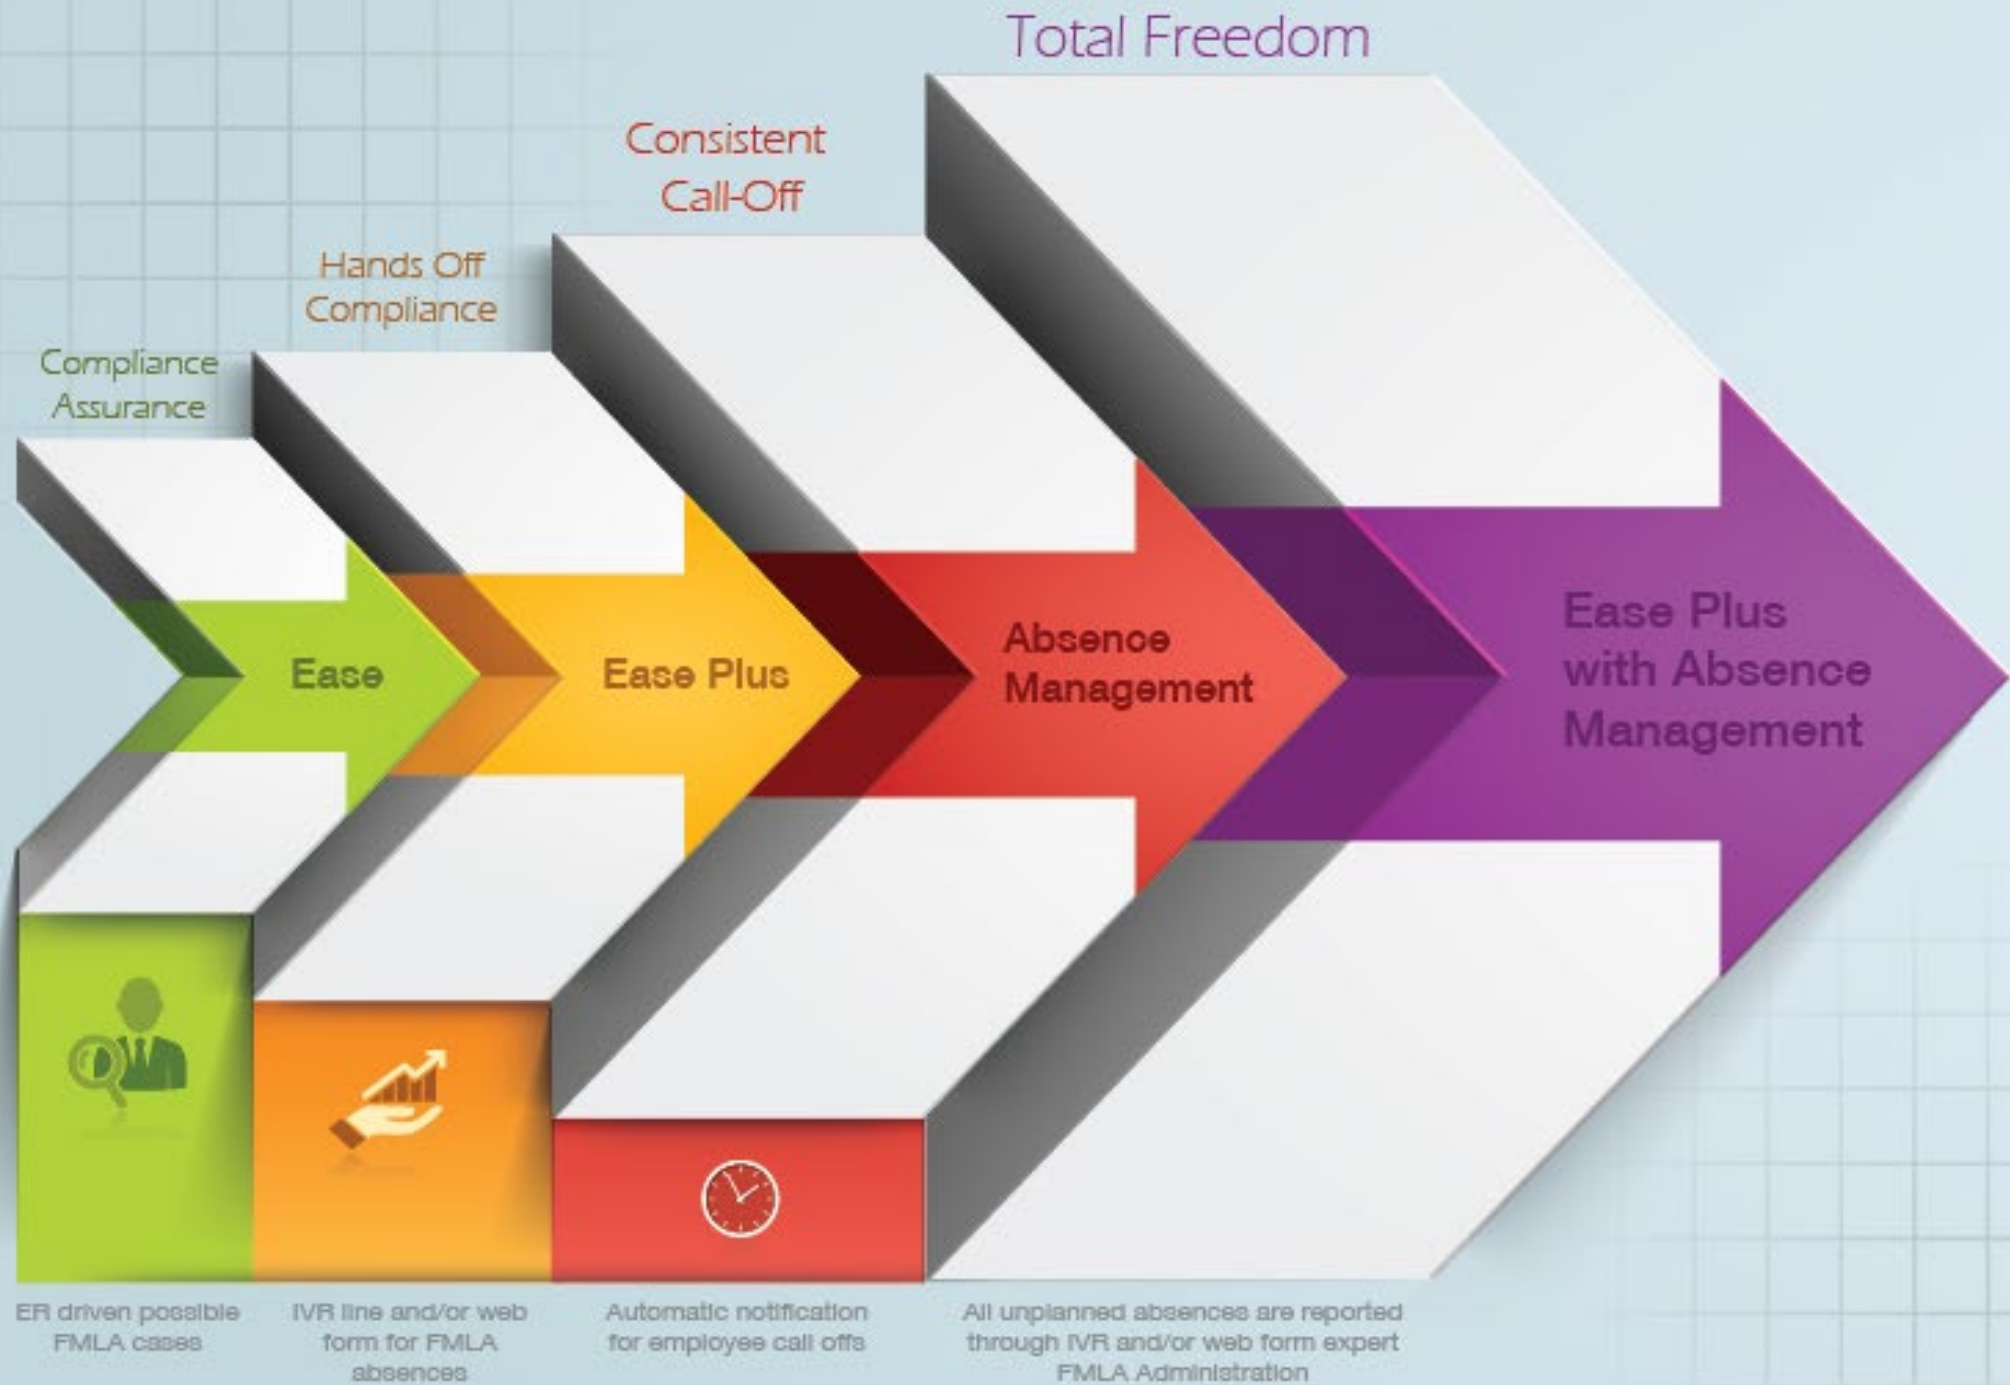 Total Freedom
Consistent
Call-Off
Hands Off
Compliance
Compliance
Assurance
Ease
Ease Plus
Absence
Management
Ease Plus
with Absence
Management
ER driven possible
FMLA cases
IVR line and/or web
form for FMLA
absences
Automatic notification
for employee call offs
All unplanned absences are reported
through IVR and/or web form expert
FMLA Administration